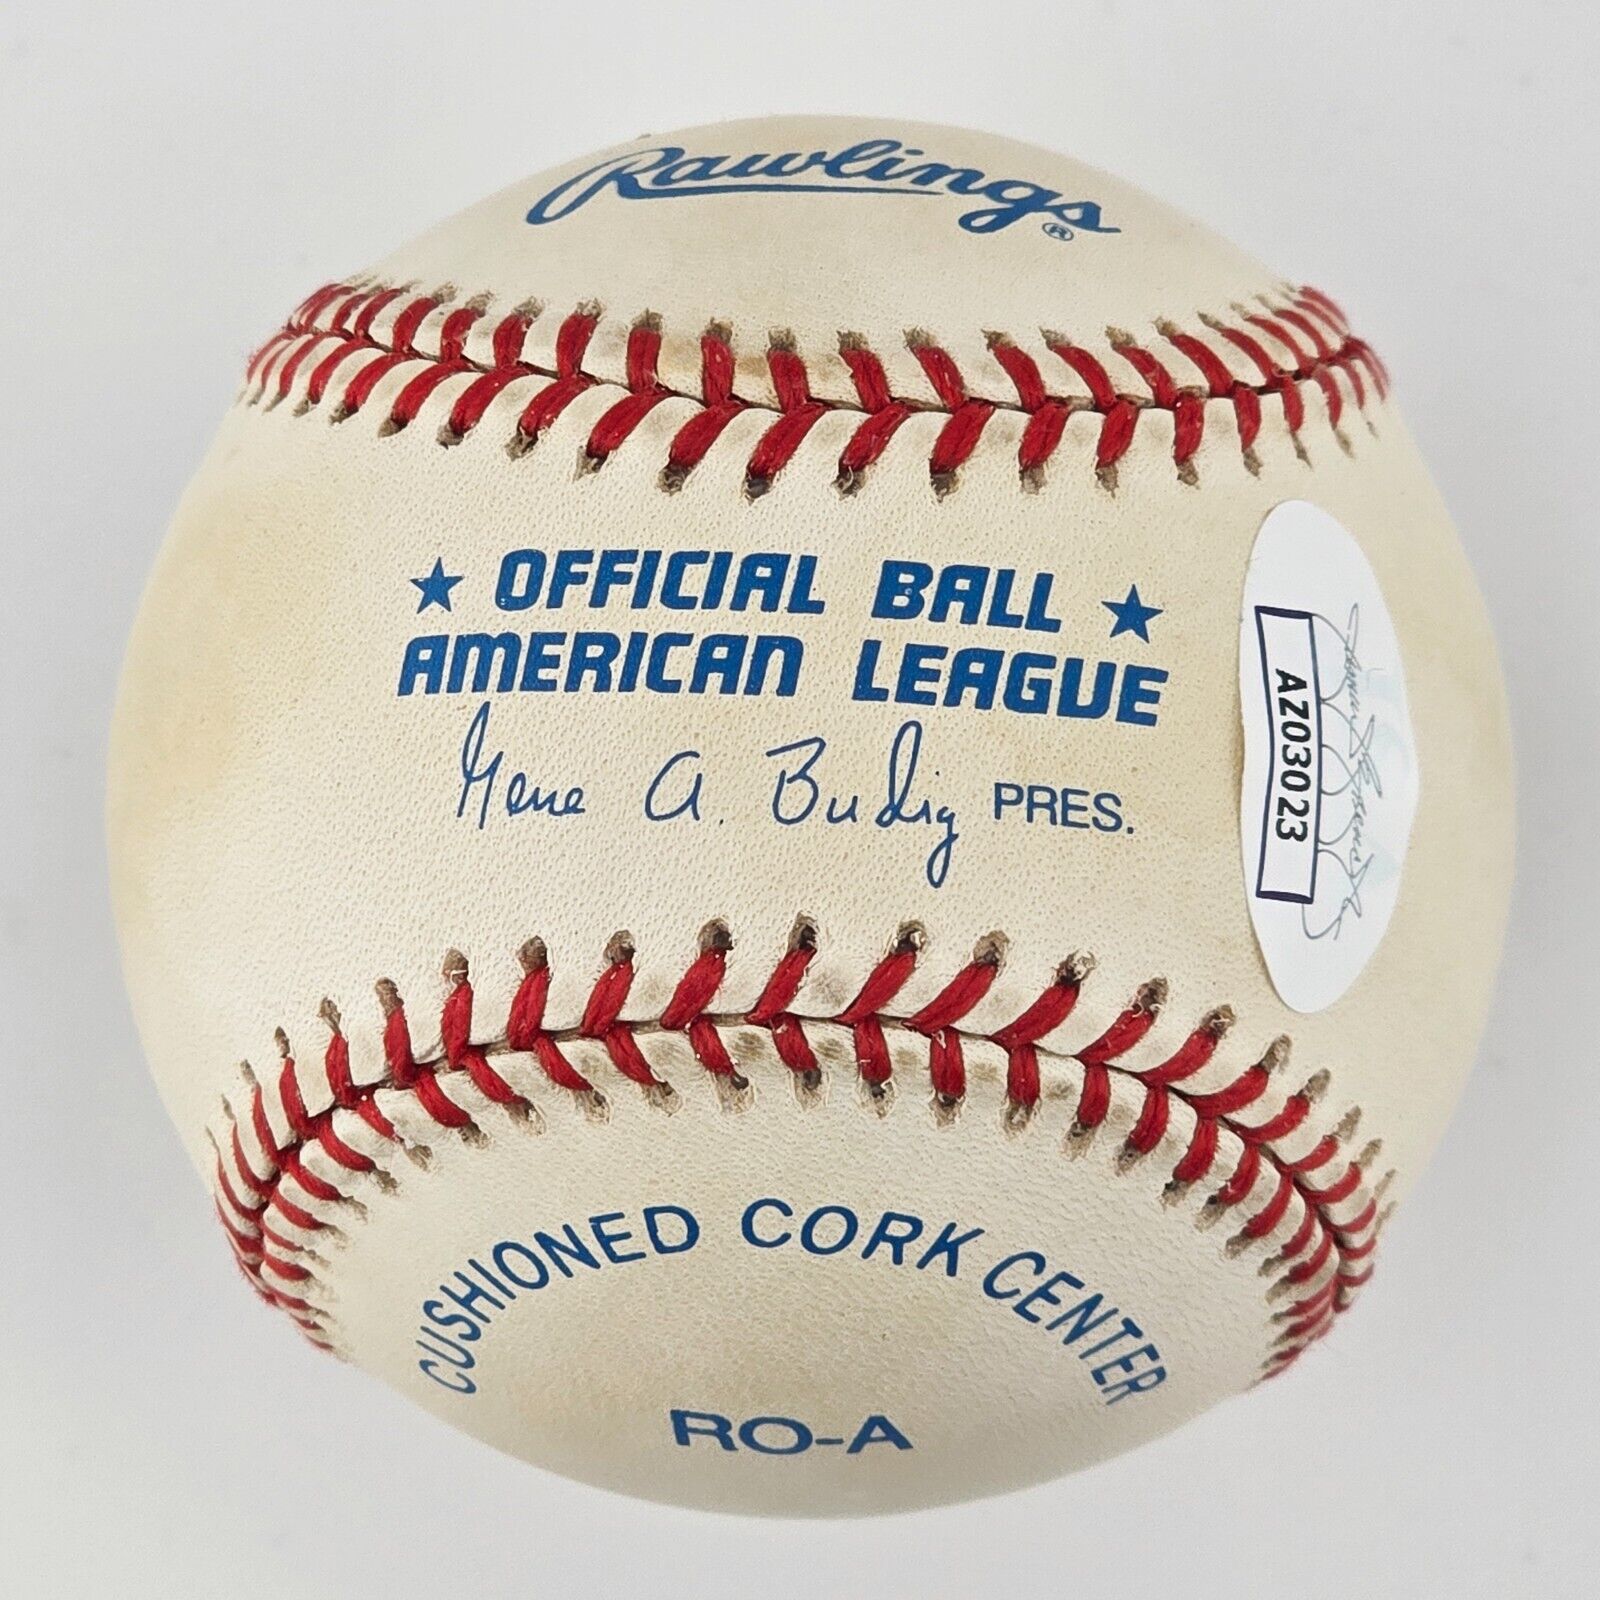 Rawlings®
★ OFFICIAL BALL ★
AMERICAN LEAGUE
Gene A. Budig PRES.
AZ03023
CUSHIONED CORK CENTER
RO-A